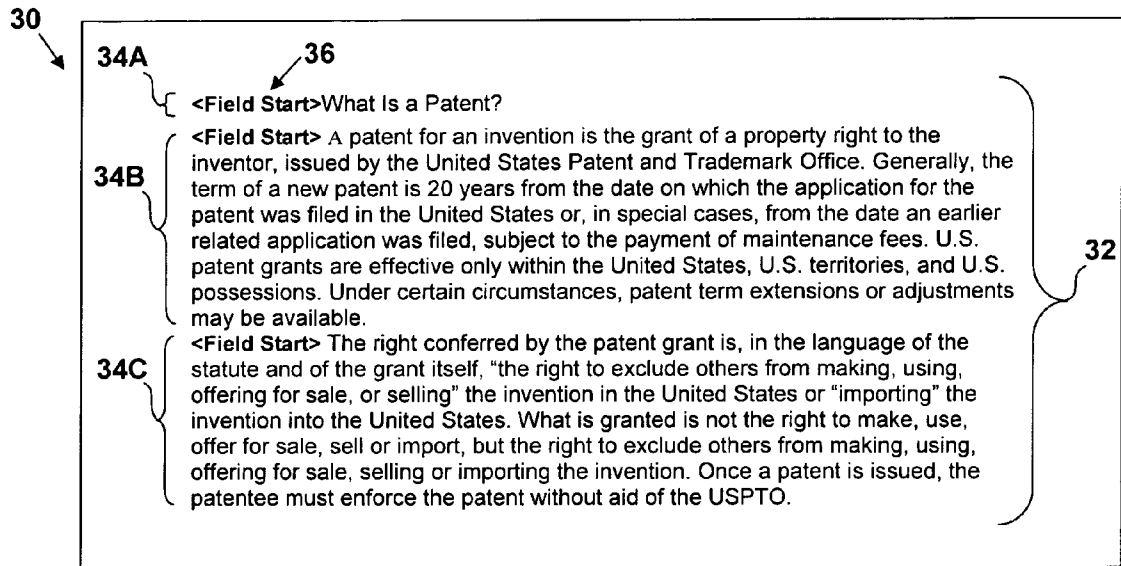 30
34A
36
<Field Start>What Is a Patent?
34B
<Field Start> A patent for an invention is the grant of a property right to the
inventor, issued by the United States Patent and Trademark Office. Generally, the
term of a new patent is 20 years from the date on which the application for the
patent was filed in the United States or, in special cases, from the date an earlier
related application was filed, subject to the payment of maintenance fees. U.S.
patent grants are effective only within the United States, U.S. territories, and U.S.
possessions. Under certain circumstances, patent term extensions or adjustments
may be available.
32
34C
<Field Start> The right conferred by the patent grant is, in the language of the
statute and of the grant itself, “the right to exclude others from making, using,
offering for sale, or selling” the invention in the United States or “importing” the
invention into the United States. What is granted is not the right to make, use,
offer for sale, sell or import, but the right to exclude others from making, using,
offering for sale, selling or importing the invention. Once a patent is issued, the
patentee must enforce the patent without aid of the USPTO.